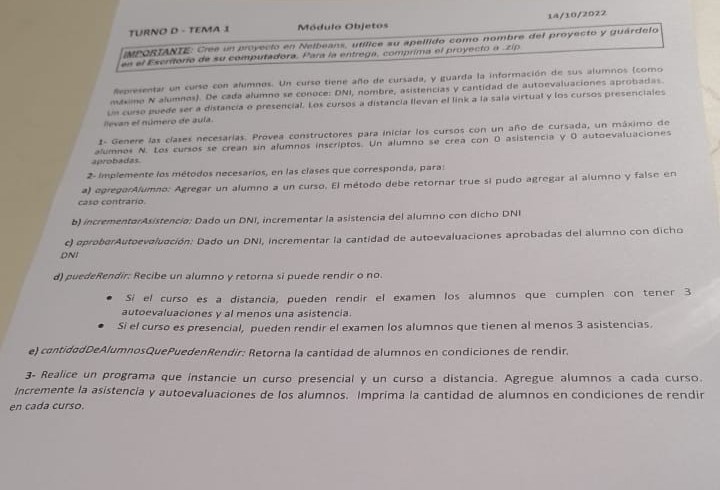 TURNO D - TEMA 1 Módulo Objetos 14/10/2022
IMPORTANTE: Cree un proyecto en Netbeans, utilice su apellido como nombre del proyecto y guárdelo
en el Escritorio de su computadora. Para la entrega, comprima el proyecto a .zip
Representar un curso con alumnos. Un curso tiene año de cursada, y guarda la información de sus alumnos (como
máximo N alumnos). De cada alumno se conoce: DNI, nombre, asistencias y cantidad de autoevaluaciones aprobadas.
Un curso puede ser a distancia o presencial. Los cursos a distancia llevan el link a la sala virtual y los cursos presenciales
llevan el número de aula.
1- Genere las clases necesarias. Provea constructores para iniciar los cursos con un año de cursada, un máximo de
alumnos N. Los cursos se crean sin alumnos inscriptos. Un alumno se crea con 0 asistencia y 0 autoevaluaciones
aprobadas.
2- Implemente los métodos necesarios, en las clases que corresponda, para:
a) agregarAlumno: Agregar un alumno a un curso. El método debe retornar true si pudo agregar al alumno y false en
caso contrario.
b) incrementarAsistencia: Dado un DNI, incrementar la asistencia del alumno con dicho DNI
c) aprobarAutoevaluación: Dado un DNI, incrementar la cantidad de autoevaluaciones aprobadas del alumno con dicho
DNI
d) puedeRendir: Recibe un alumno y retorna si puede rendir o no.
• Si el curso es a distancia, pueden rendir el examen los alumnos que cumplen con tener 3
autoevaluaciones y al menos una asistencia.
• Si el curso es presencial, pueden rendir el examen los alumnos que tienen al menos 3 asistencias.
e) cantidadDeAlumnosQuePuedenRendir: Retorna la cantidad de alumnos en condiciones de rendir.
3- Realice un programa que instancie un curso presencial y un curso a distancia. Agregue alumnos a cada curso.
Incremente la asistencia y autoevaluaciones de los alumnos. Imprima la cantidad de alumnos en condiciones de rendir
en cada curso.